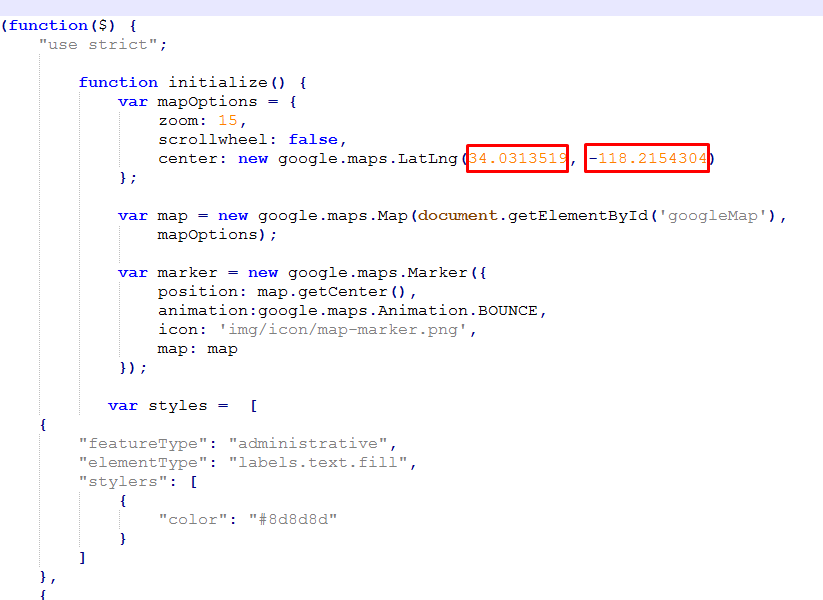 (function($) {
"use strict";
function initialize() {
var mapOptions = {
zoom: 15,
scrollwheel: false,
center: new google.maps.LatLng(34.0313519, -118.2154304)
};
var map = new google.maps.Map(document.getElementById('googleMap'),
mapOptions);
var marker = new google.maps.Marker({
position: map.getCenter(),
animation:google.maps.Animation.BOUNCE,
icon: 'img/icon/map-marker.png',
map: map
});
var styles =  [
{
"featureType": "administrative",
"elementType": "labels.text.fill",
"stylers": [
{
"color": "#8d8d8d"
}
]
},
{